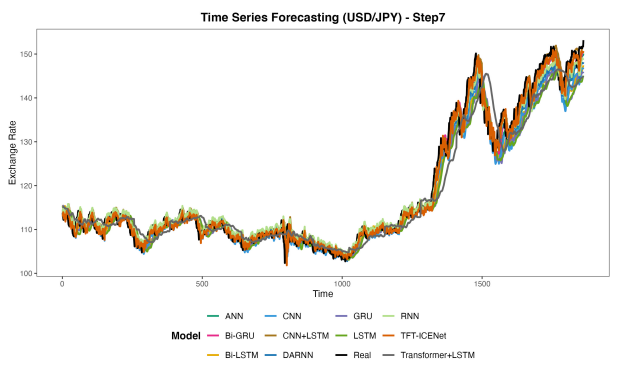 Time Series Forecasting (USD/JPY) - Step7
Exchange Rate
150
140
130
120
110
100
0 500 1000 1500
Time
Model
ANN CNN GRU RNN
Bi-GRU CNN+LSTM LSTM TFT-ICENet
Bi-LSTM DARNN Real Transformer+LSTM